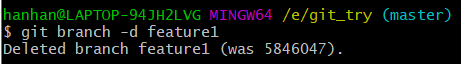 hanhan@LAPTOP-94JH2LVG MINGW64 /e/git_try (master)
$ git branch -d feature1
Deleted branch feature1 (was 5846047).